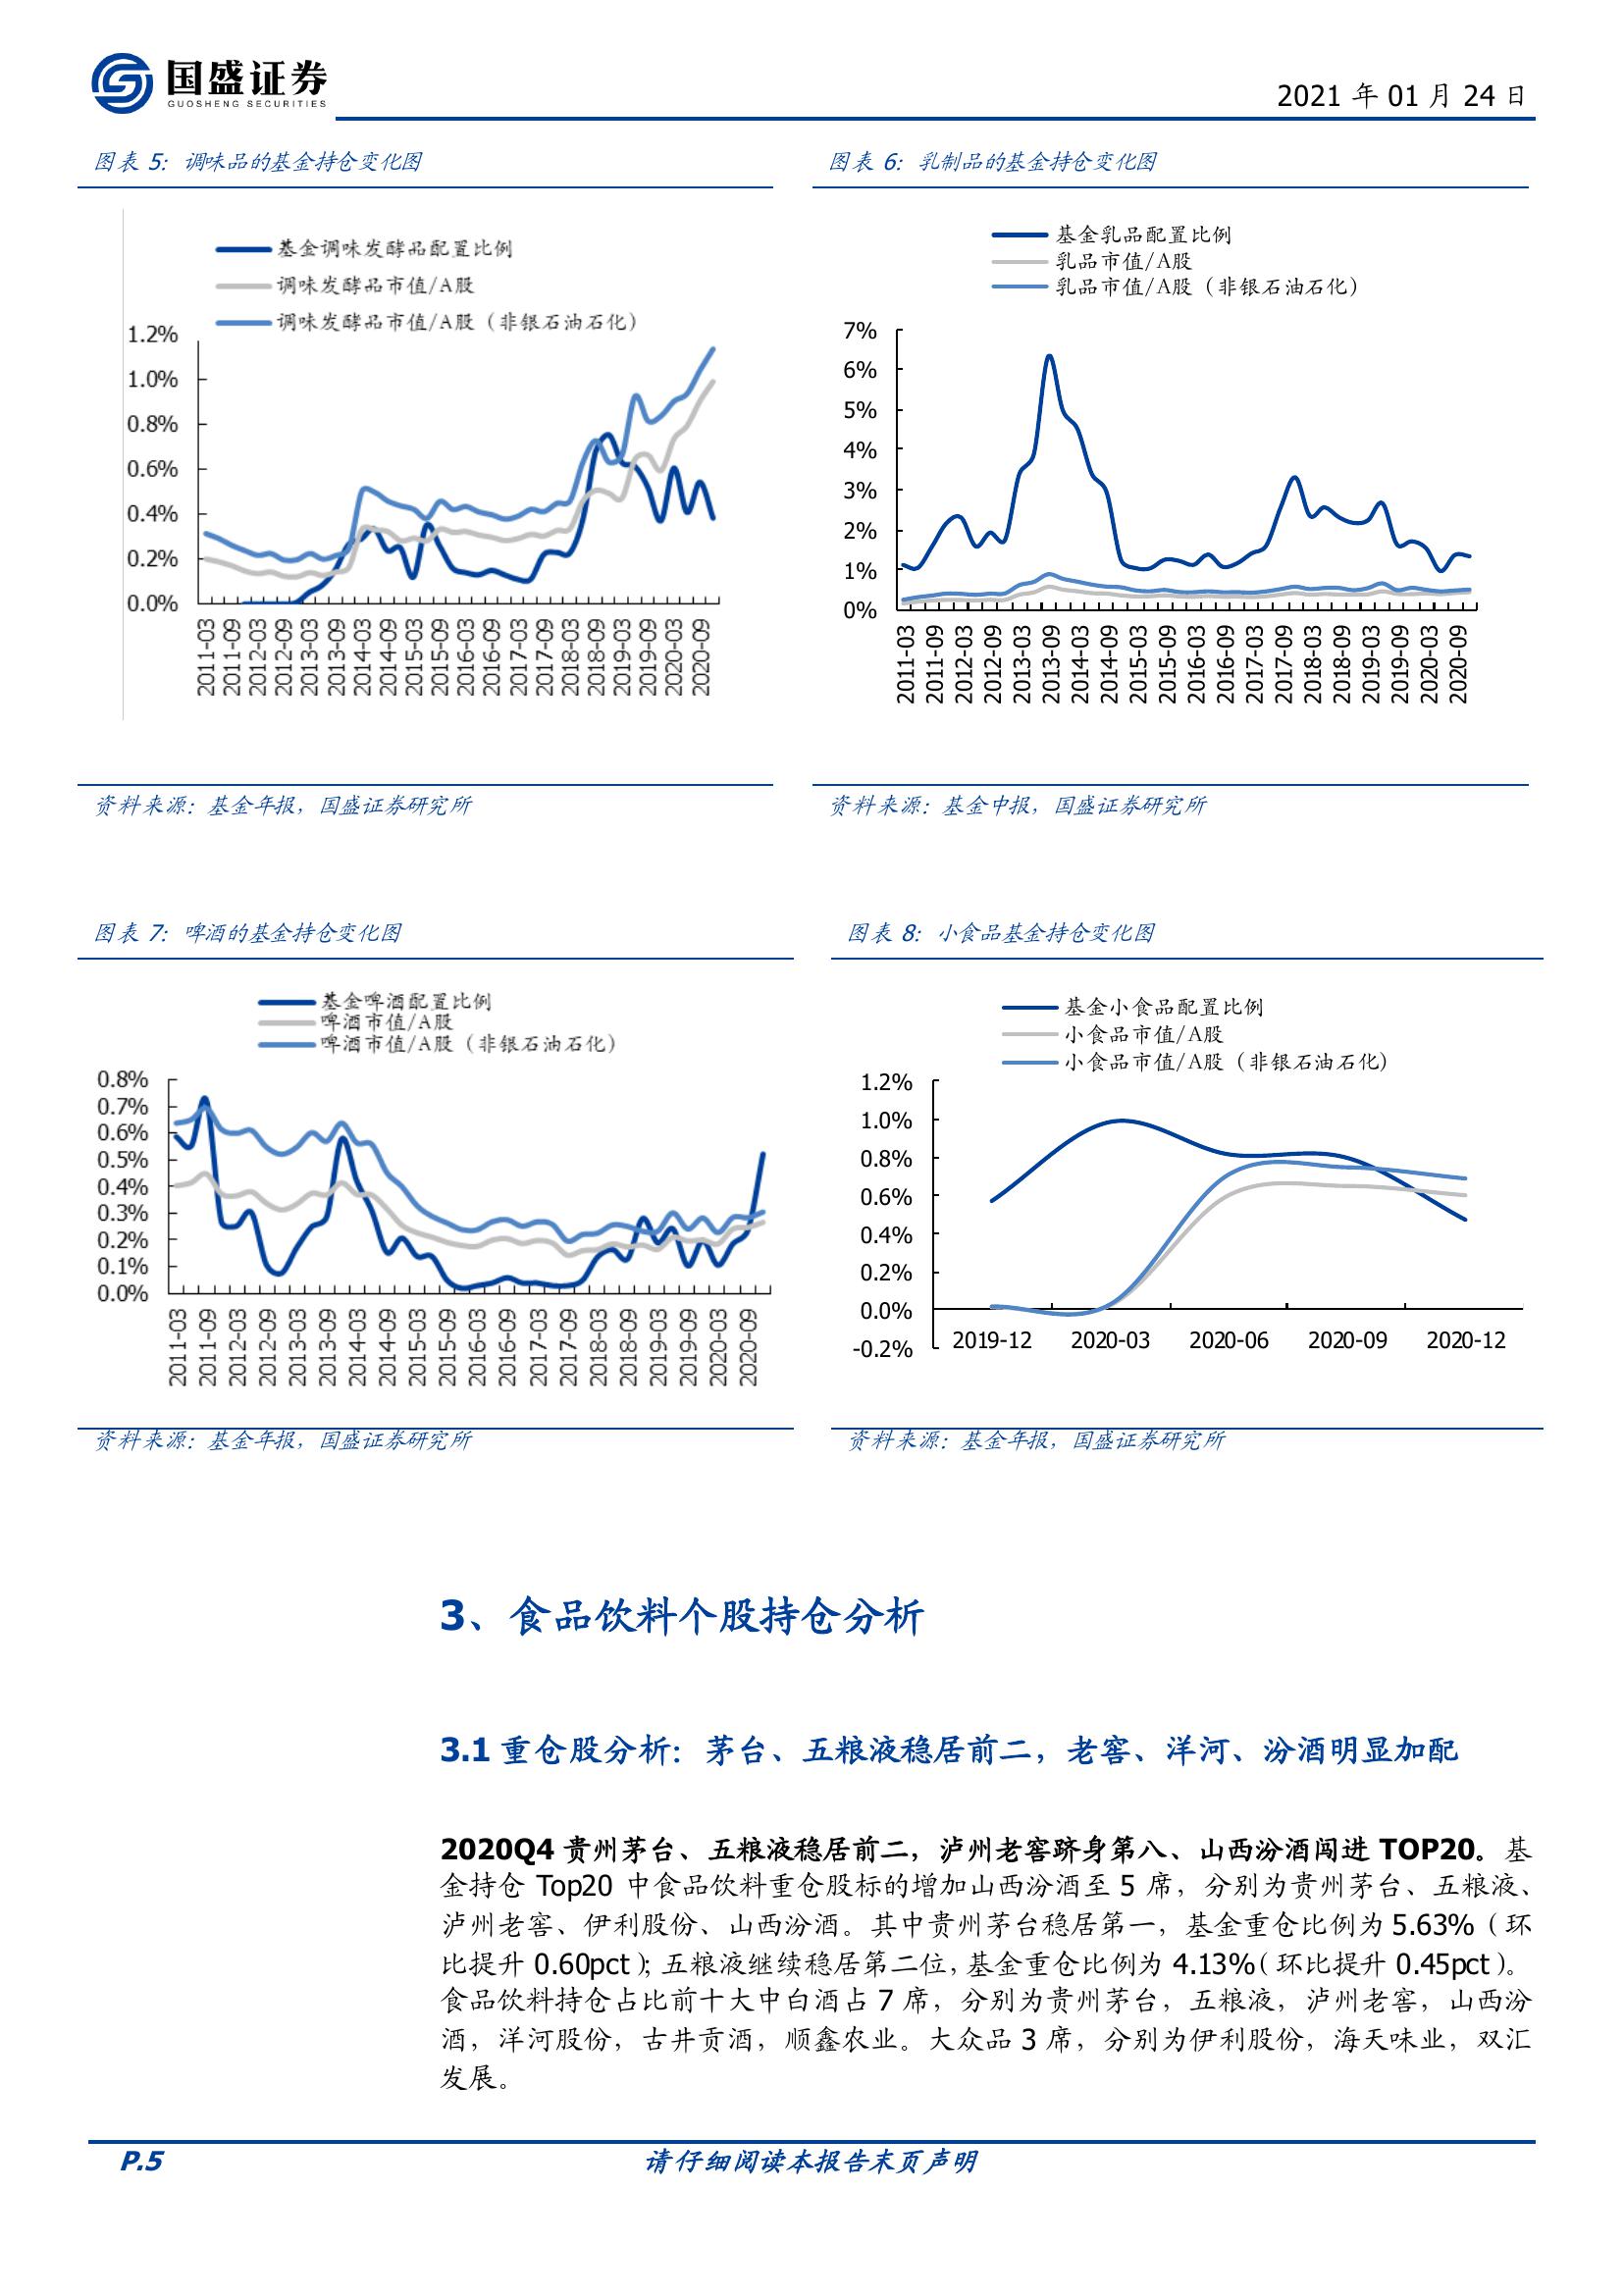 国盛证券
GUOSHENG SECURITIES
2021 年 01 月 24 日
图表 5：调味品的基金持仓变化图
基金调味发酵品配置比例
调味发酵品市值/A股
调味发酵品市值/A股（非银石油石化）
1.2%
1.0%
0.8%
0.6%
0.4%
0.2%
0.0%
2011-03
2011-09
2012-03
2012-09
2013-03
2013-09
2014-03
2014-09
2015-03
2015-09
2016-03
2016-09
2017-03
2017-09
2018-03
2018-09
2019-03
2019-09
2020-03
2020-09
资料来源：基金年报，国盛证券研究所
图表 6：乳制品的基金持仓变化图
基金乳品配置比例
乳品市值/A股
乳品市值/A股（非银石油石化）
7%
6%
5%
4%
3%
2%
1%
0%
2011-03
2011-09
2012-03
2012-09
2013-03
2013-09
2014-03
2014-09
2015-03
2015-09
2016-03
2016-09
2017-03
2017-09
2018-03
2018-09
2019-03
2019-09
2020-03
2020-09
资料来源：基金中报，国盛证券研究所
图表 7：啤酒的基金持仓变化图
基金啤酒配置比例
啤酒市值/A股
啤酒市值/A股（非银石油石化）
0.8%
0.7%
0.6%
0.5%
0.4%
0.3%
0.2%
0.1%
0.0%
2011-03
2011-09
2012-03
2012-09
2013-03
2013-09
2014-03
2014-09
2015-03
2015-09
2016-03
2016-09
2017-03
2017-09
2018-03
2018-09
2019-03
2019-09
2020-03
2020-09
资料来源：基金年报，国盛证券研究所
图表 8：小食品基金持仓变化图
基金小食品配置比例
小食品市值/A股
小食品市值/A股（非银石油石化）
1.2%
1.0%
0.8%
0.6%
0.4%
0.2%
0.0%
-0.2%
2019-12 2020-03 2020-06 2020-09 2020-12
资料来源：基金年报，国盛证券研究所
3、食品饮料个股持仓分析
3.1 重仓股分析：茅台、五粮液稳居前二，老窖、洋河、汾酒明显加配
2020Q4 贵州茅台、五粮液稳居前二，泸州老窖跻身第八、山西汾酒闯进 TOP20。基
金持仓 Top20 中食品饮料重仓股标的增加山西汾酒至 5 席，分别为贵州茅台、五粮液、
泸州老窖、伊利股份、山西汾酒。其中贵州茅台稳居第一，基金重仓比例为 5.63%（环
比提升 0.60pct）；五粮液继续稳居第二位，基金重仓比例为 4.13%（环比提升 0.45pct）。
食品饮料持仓占比前十大中白酒占 7 席，分别为贵州茅台，五粮液，泸州老窖，山西汾
酒，洋河股份，古井贡酒，顺鑫农业。大众品 3 席，分别为伊利股份，海天味业，双汇
发展。
P.5
请仔细阅读本报告末页声明